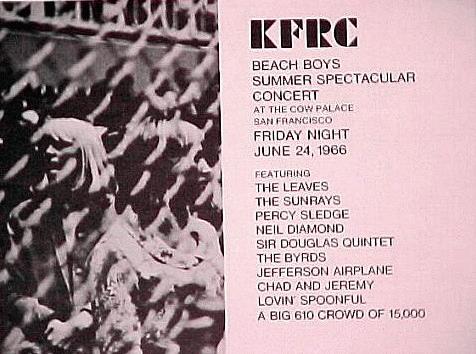 KFRC
BEACH BOYS
SUMMER SPECTACULAR
CONCERT
AT THE COW PALACE
SAN FRANCISCO
FRIDAY NIGHT
JUNE 24, 1966
FEATURING
THE LEAVES
THE SUNRAYS
PERCY SLEDGE
NEIL DIAMOND
SIR DOUGLAS QUINTET
THE BYRDS
JEFFERSON AIRPLANE
CHAD AND JEREMY
LOVIN' SPOONFUL
A BIG 610 CROWD OF 15,000